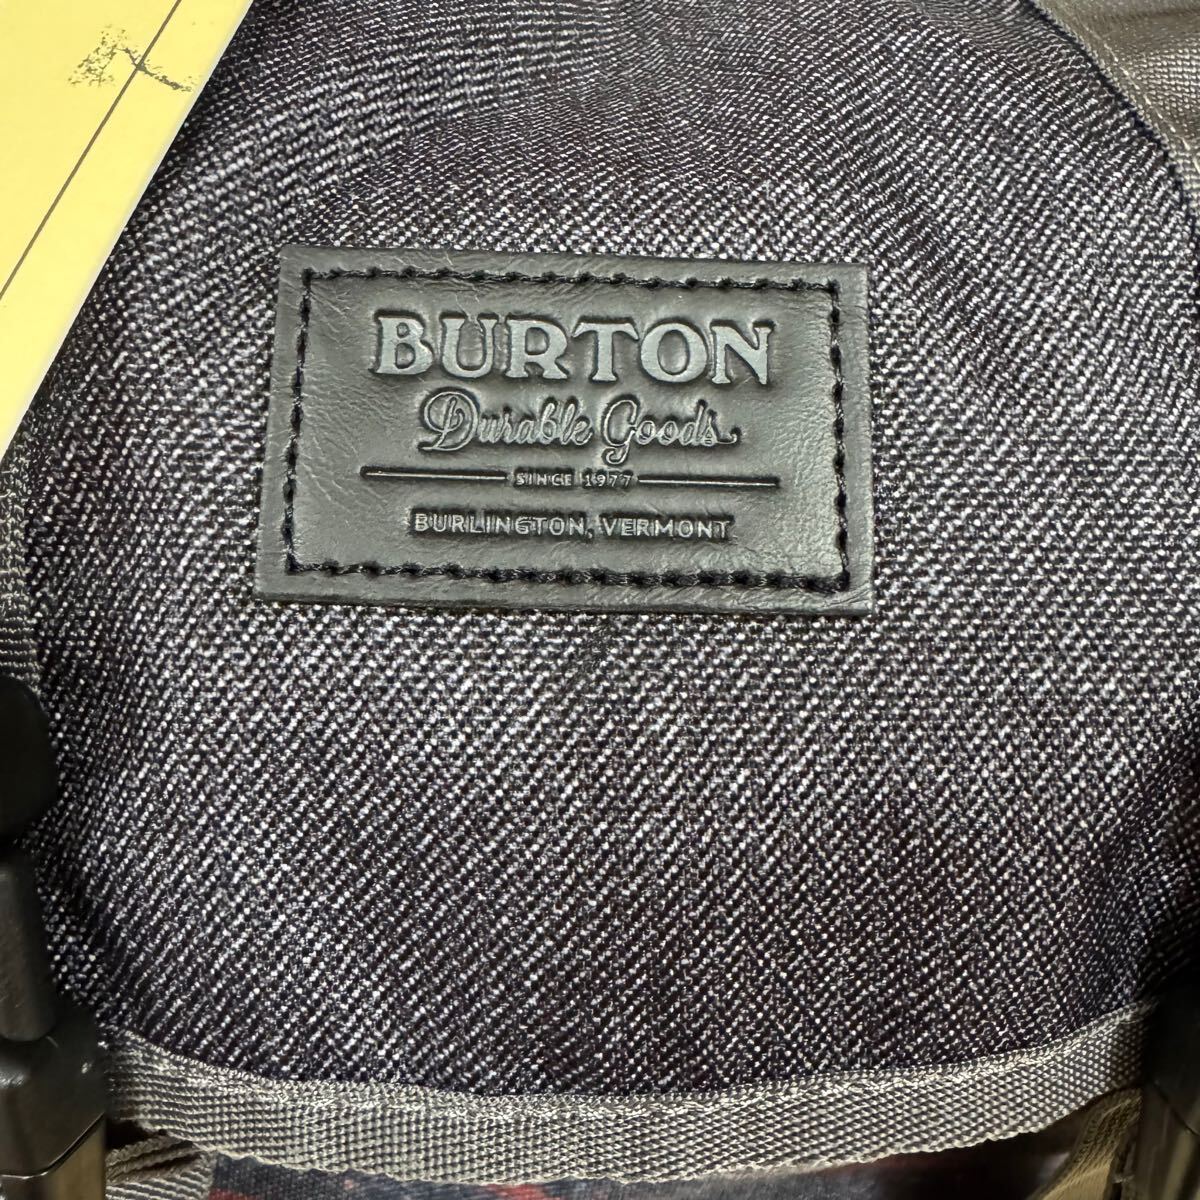 BURTON
Durable Goods
SINCE 1977
BURLINGTON, VERMONT